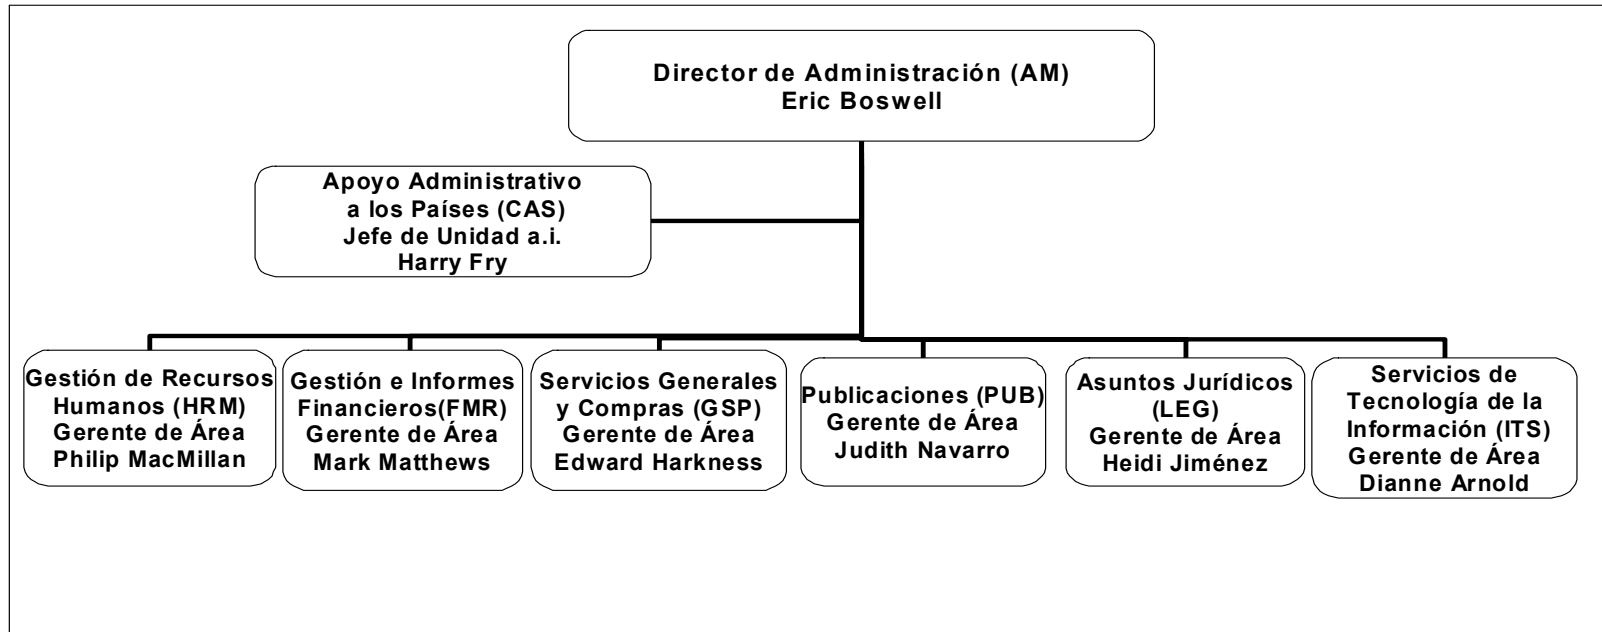 Director de Administración (AM)
Eric Boswell
Apoyo Administrativo
a los Países (CAS)
Jefe de Unidad a.i.
Harry Fry
Gestión de Recursos
Humanos (HRM)
Gerente de Área
Philip MacMillan
Gestión e Informes
Financieros(FMR)
Gerente de Área
Mark Matthews
Servicios Generales
y Compras (GSP)
Gerente de Área
Edward Harkness
Publicaciones (PUB)
Gerente de Área
Judith Navarro
Asuntos Jurídicos
(LEG)
Gerente de Área
Heidi Jiménez
Servicios de
Tecnología de la
Información (ITS)
Gerente de Área
Dianne Arnold